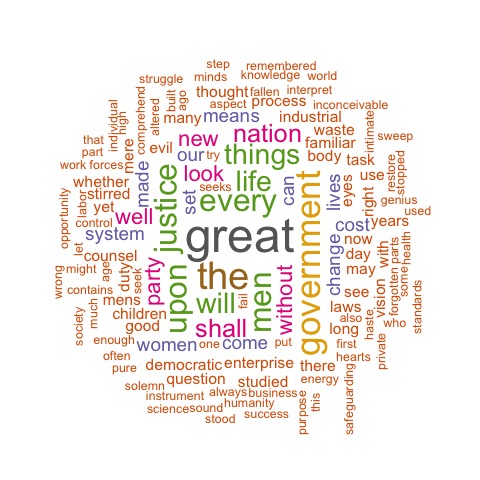 step
remembered
struggle
minds
knowledge
world
thought
fallen
interpret
ago
built
altered
aspect
process
inconceivable
many
means
industrial
individual
high
comprehend
evil
new
nation
waste
familiar
intimate
sweep
that
part
mere
our
try
things
body
task
restore
stopped
work
forces
whether
made
justice
look
life
seeks
can
lives
eyes
use
right
genius
opportunity
labor
stirred
yet
set
every
used
control
well
cost
years
system
great
government
change
now
let
counsel
party
upon
the
men
without
day
with
forgotten
parts
some
health
wrong
might
age
duty
seek
may
contains
mens
will
fail
see
vision
standards
society
much
children
good
shall
laws
also
long
haste
who
enough
women
one
come
put
first
private
often
pure
democratic
enterprise
there
hearts
question
studied
energy
solemn
instrument
always
business
purpose
this
safeguarding
science
sound
humanity
stood
success